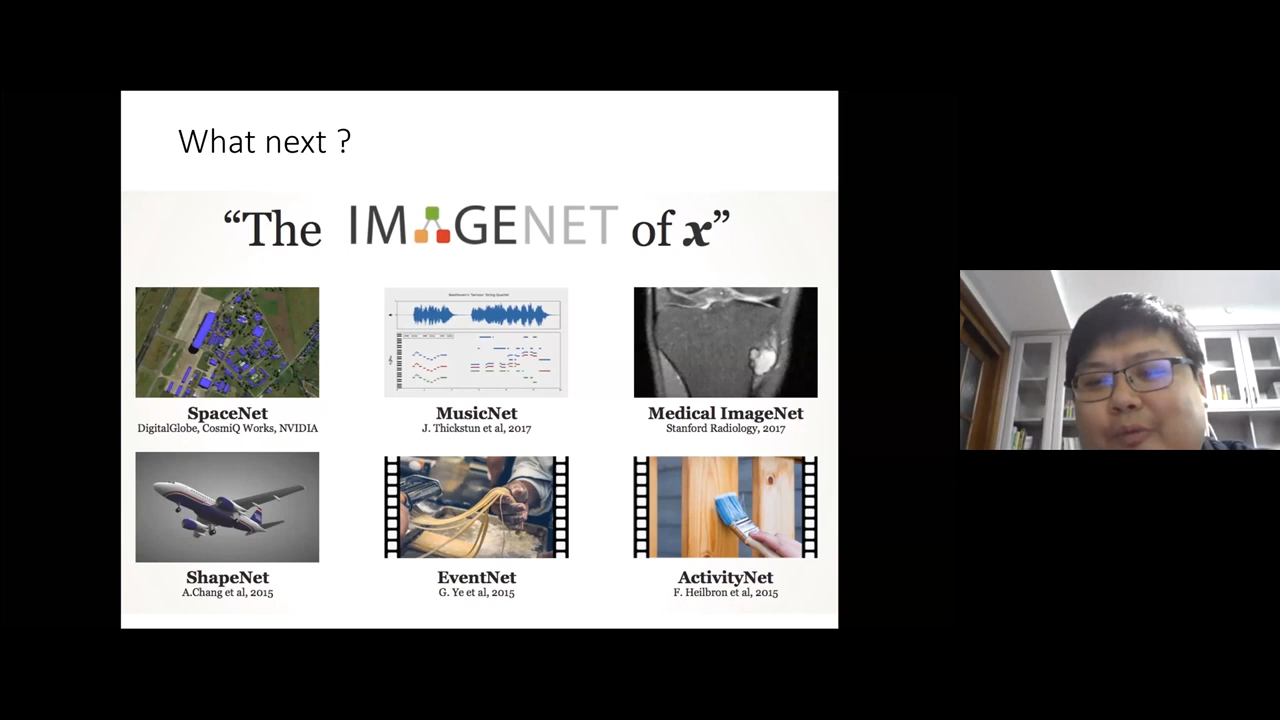 What next ?
“The IMAGENET of x”
SpaceNet
DigitalGlobe, CosmiQ Works, NVIDIA
MusicNet
J. Thickstun et al, 2017
Medical ImageNet
Stanford Radiology, 2017
ShapeNet
A.Chang et al, 2015
EventNet
G. Ye et al, 2015
ActivityNet
F. Heilbron et al, 2015